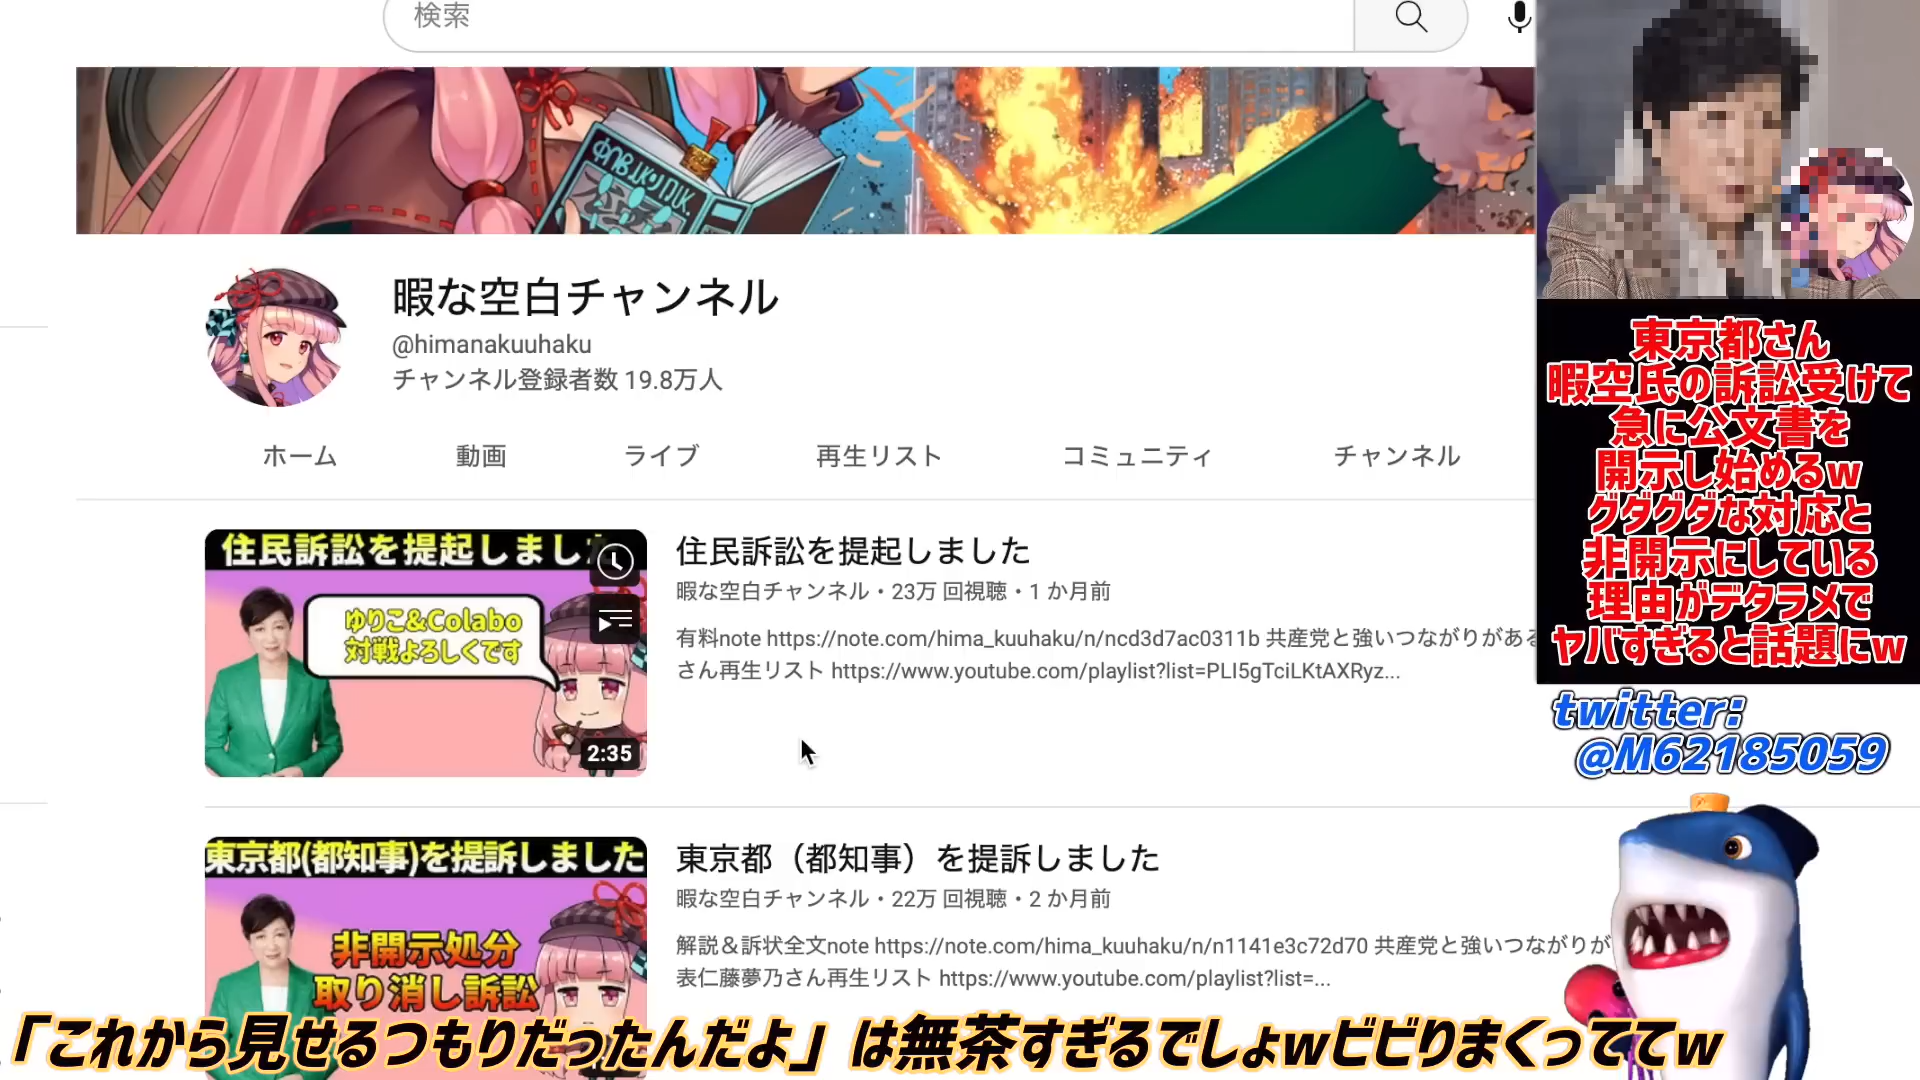 検索
暇な空白チャンネル
@himanakuuhaku
チャンネル登録者数 19.8万人
ホーム
動画
ライブ
再生リスト
コミュニティ
チャンネル
住民訴訟を提起しまし
ゆりこ&Colabo
対戦よろしくです
2:35
住民訴訟を提起しました
暇な空白チャンネル・23万 回視聴・1 か月前
有料note https://note.com/hima_kuuhaku/n/ncd3d7ac0311b 共産党と強いつながりがある
さん再生リスト https://www.youtube.com/playlist?list=PLI5gTciLKtAXRyz...
東京都(都知事)を提訴しました
非開示処分
取り消し訴訟
東京都（都知事）を提訴しました
暇な空白チャンネル・22万 回視聴・2 か月前
解説＆訴状全文note https://note.com/hima_kuuhaku/n/n1141e3c72d70 共産党と強いつながりが
表仁藤夢乃さん再生リスト https://www.youtube.com/playlist?list=...
東京都さん
暇空氏の訴訟受けて
急に公文書を
開示し始めるw
グダグダな対応と
非開示にしている
理由がデタラメで
ヤバすぎると話題にw
twitter:
@M62185059
「これから見せるつもりだったんだよ」は無茶すぎるでしょwビビりまくっててw